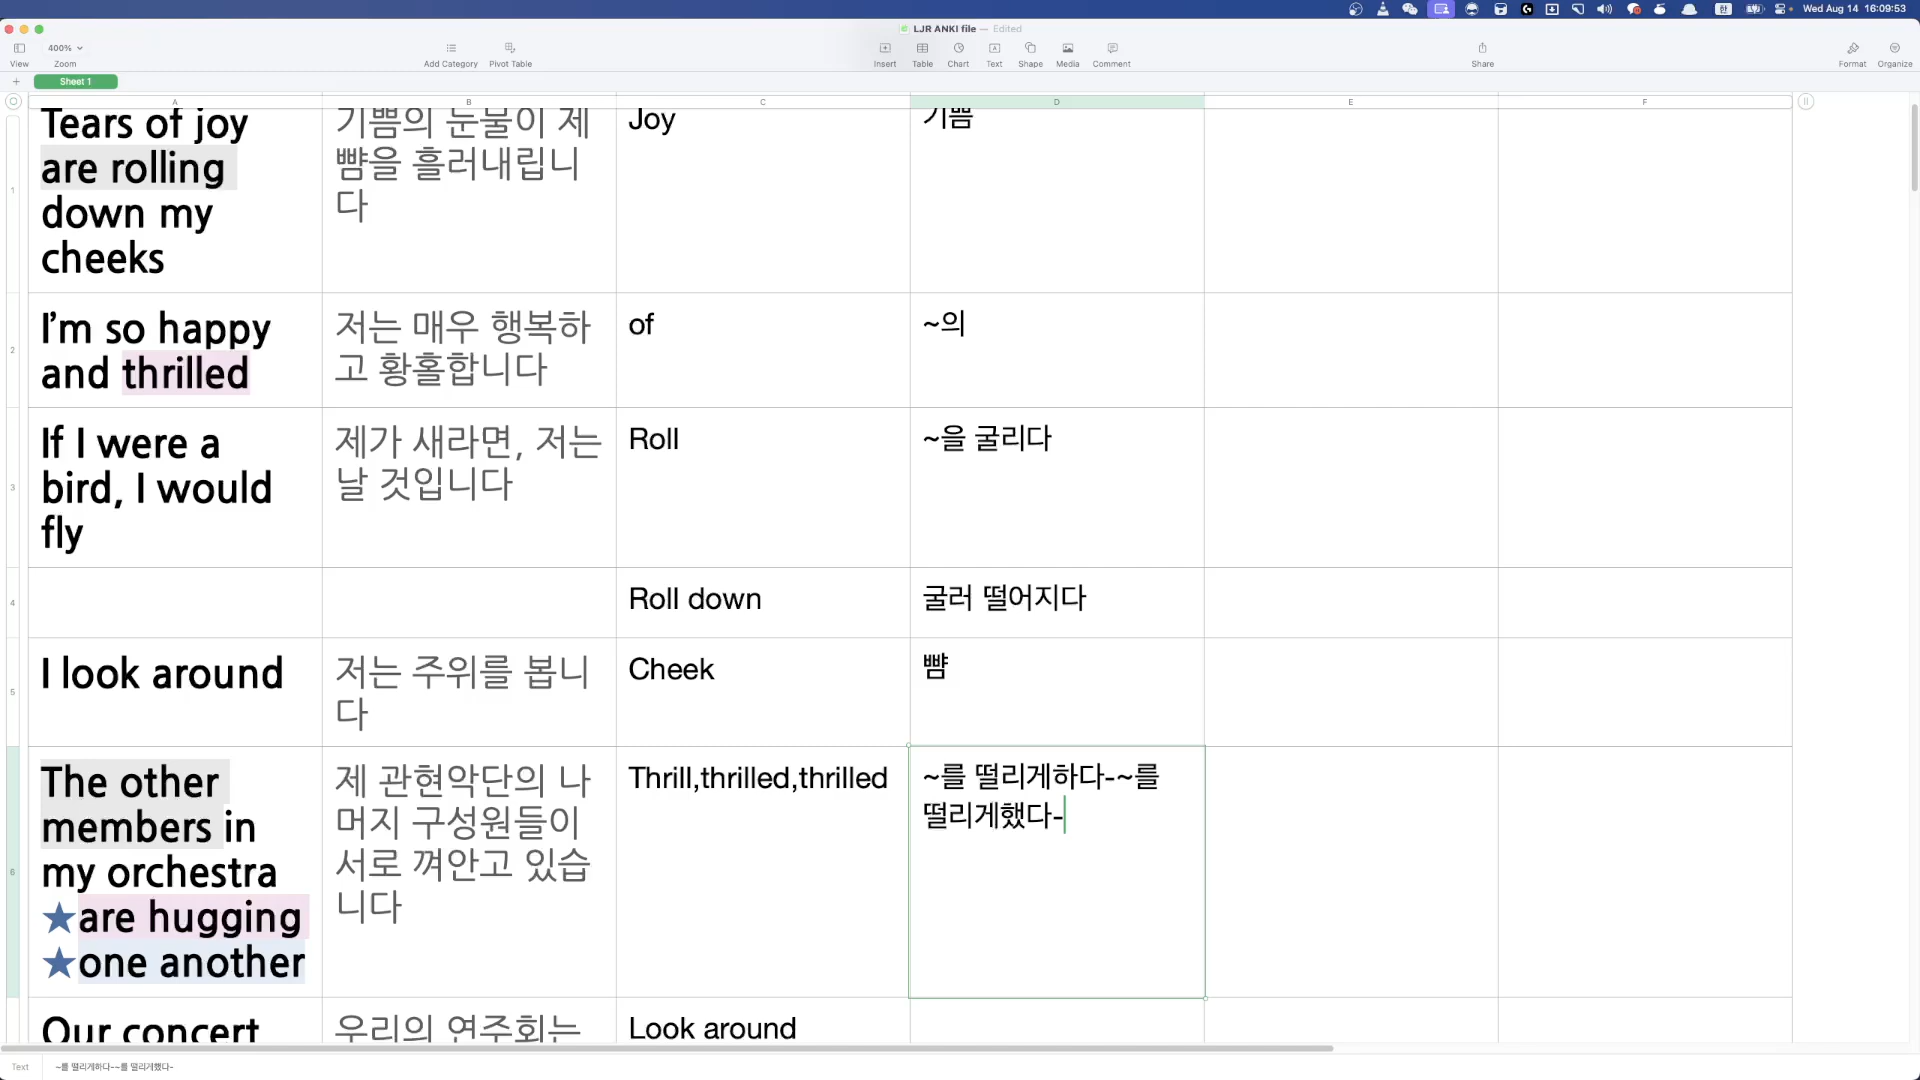 Wed Aug 14 16:09:53
LJR ANKI file — Edited
400%
View
Zoom
Add Category
Pivot Table
Insert
Table
Chart
Text
Shape
Media
Comment
Share
Format
Organize
Sheet 1
A
B
C
D
E
F
1
Tears of joy
are rolling
down my
cheeks
기쁨의 눈물이 제
뺨을 흘러내립니
다
Joy
기쁨
2
I'm so happy
and thrilled
저는 매우 행복하
고 황홀합니다
of
~의
3
If I were a
bird, I would
fly
제가 새라면, 저는
날 것입니다
Roll
~을 굴리다
4
Roll down
굴러 떨어지다
5
I look around
저는 주위를 봅니
다
Cheek
뺨
6
The other
members in
my orchestra
★are hugging
★one another
제 관현악단의 나
머지 구성원들이
서로 껴안고 있습
니다
Thrill,thrilled,thrilled
~를 떨리게하다-~를
떨리게했다-
Our concert
우리의 연주회는
Look around
Text
~를 떨리게하다-~를 떨리게했다-